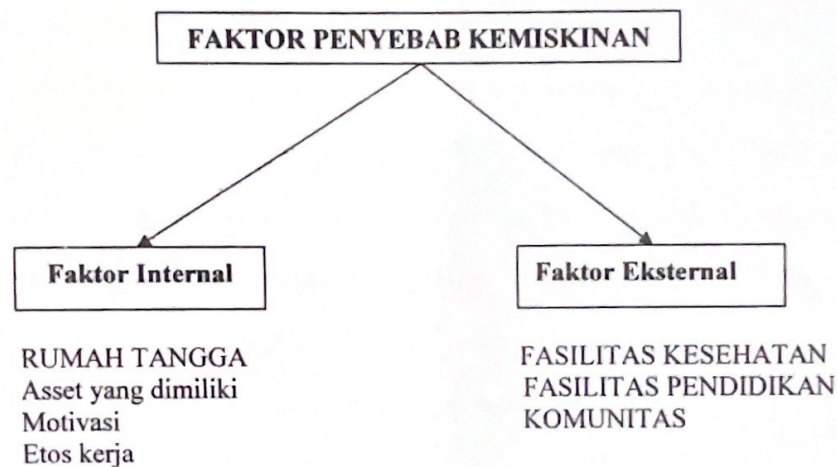 FAKTOR PENYEBAB KEMISKINAN
Faktor Internal
RUMAH TANGGA
Asset yang dimiliki
Motivasi
Etos kerja
Faktor Eksternal
FASILITAS KESEHATAN
FASILITAS PENDIDIKAN
KOMUNITAS